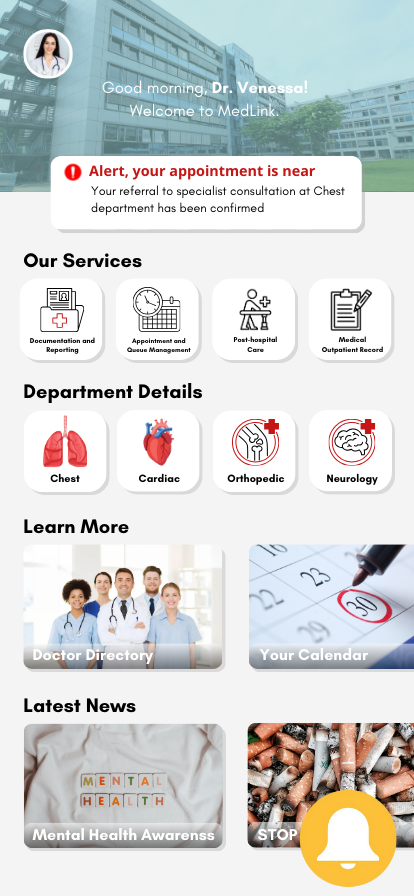 Good morning, Dr. Venessa!
Welcome to MedLink.
Alert, your appointment is near
Your referral to specialist consultation at Chest
department has been confirmed
Our Services
Documentation and
Reporting
Appointment and
Queue Management
Post-hospital
Care
Medical
Outpatient Record
Department Details
Chest
Cardiac
Orthopedic
Neurology
Learn More
16
22
23
29
30
Doctor Directory
Your Calendar
Latest News
MENTAL
HEALTH
Mental Health Awarenss
STOP